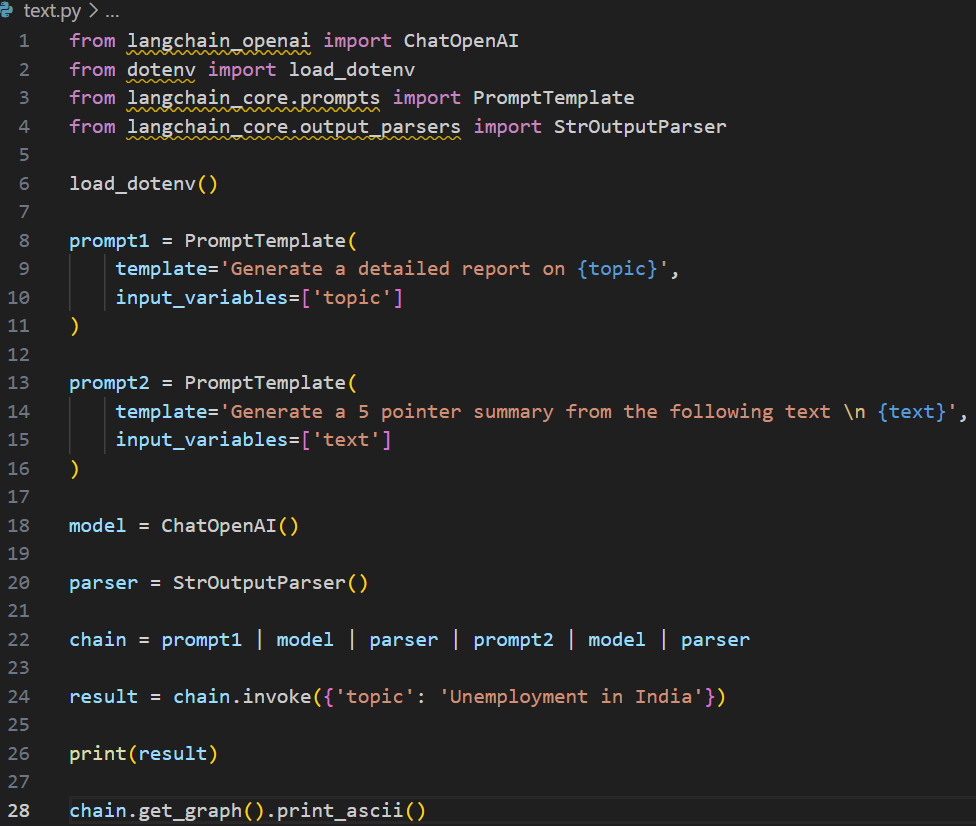 text.py > ...
1 from langchain_openai import ChatOpenAI
2 from dotenv import load_dotenv
3 from langchain_core.prompts import PromptTemplate
4 from langchain_core.output_parsers import StrOutputParser
5
6 load_dotenv()
7
8 prompt1 = PromptTemplate(
9     template='Generate a detailed report on {topic}',
10     input_variables=['topic']
11 )
12
13 prompt2 = PromptTemplate(
14     template='Generate a 5 pointer summary from the following text \n {text}',
15     input_variables=['text']
16 )
17
18 model = ChatOpenAI()
19
20 parser = StrOutputParser()
21
22 chain = prompt1 | model | parser | prompt2 | model | parser
23
24 result = chain.invoke({'topic': 'Unemployment in India'})
25
26 print(result)
27
28 chain.get_graph().print_ascii()